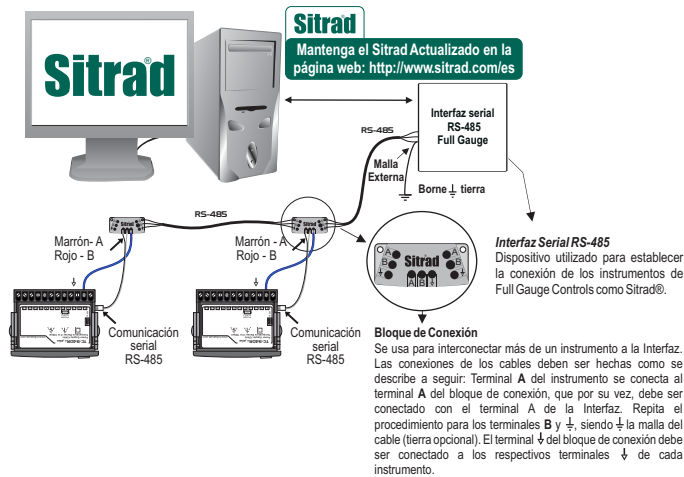 Sitrad®
Sitrad
Mantenga el Sitrad Actualizado en la
página web: http://www.sitrad.com/es
Interfaz serial
RS-485
Full Gauge
RS-485
Malla
Externa
Borne ⏚ tierra
RS-485
Marrón- A
Rojo - B
Marrón - A
Rojo - B
Comunicación
serial
RS-485
Comunicación
serial
RS-485
A
B
Sitrad
A
B
A B ⏚
Interfaz Serial RS-485
Dispositivo utilizado para establecer
la conexión de los instrumentos de
Full Gauge Controls como Sitrad®.
Bloque de Conexión
Se usa para interconectar más de un instrumento a la Interfaz.
Las conexiones de los cables deben ser hechas como se
describe a seguir: Terminal A del instrumento se conecta al
terminal A del bloque de conexión, que por su vez, debe ser
conectado con el terminal A de la Interfaz. Repita el
procedimiento para los terminales B y ⏚, siendo ⏚ la malla del
cable (tierra opcional). El terminal ⏚ del bloque de conexión debe
ser conectado a los respectivos terminales ⏚ de cada
instrumento.